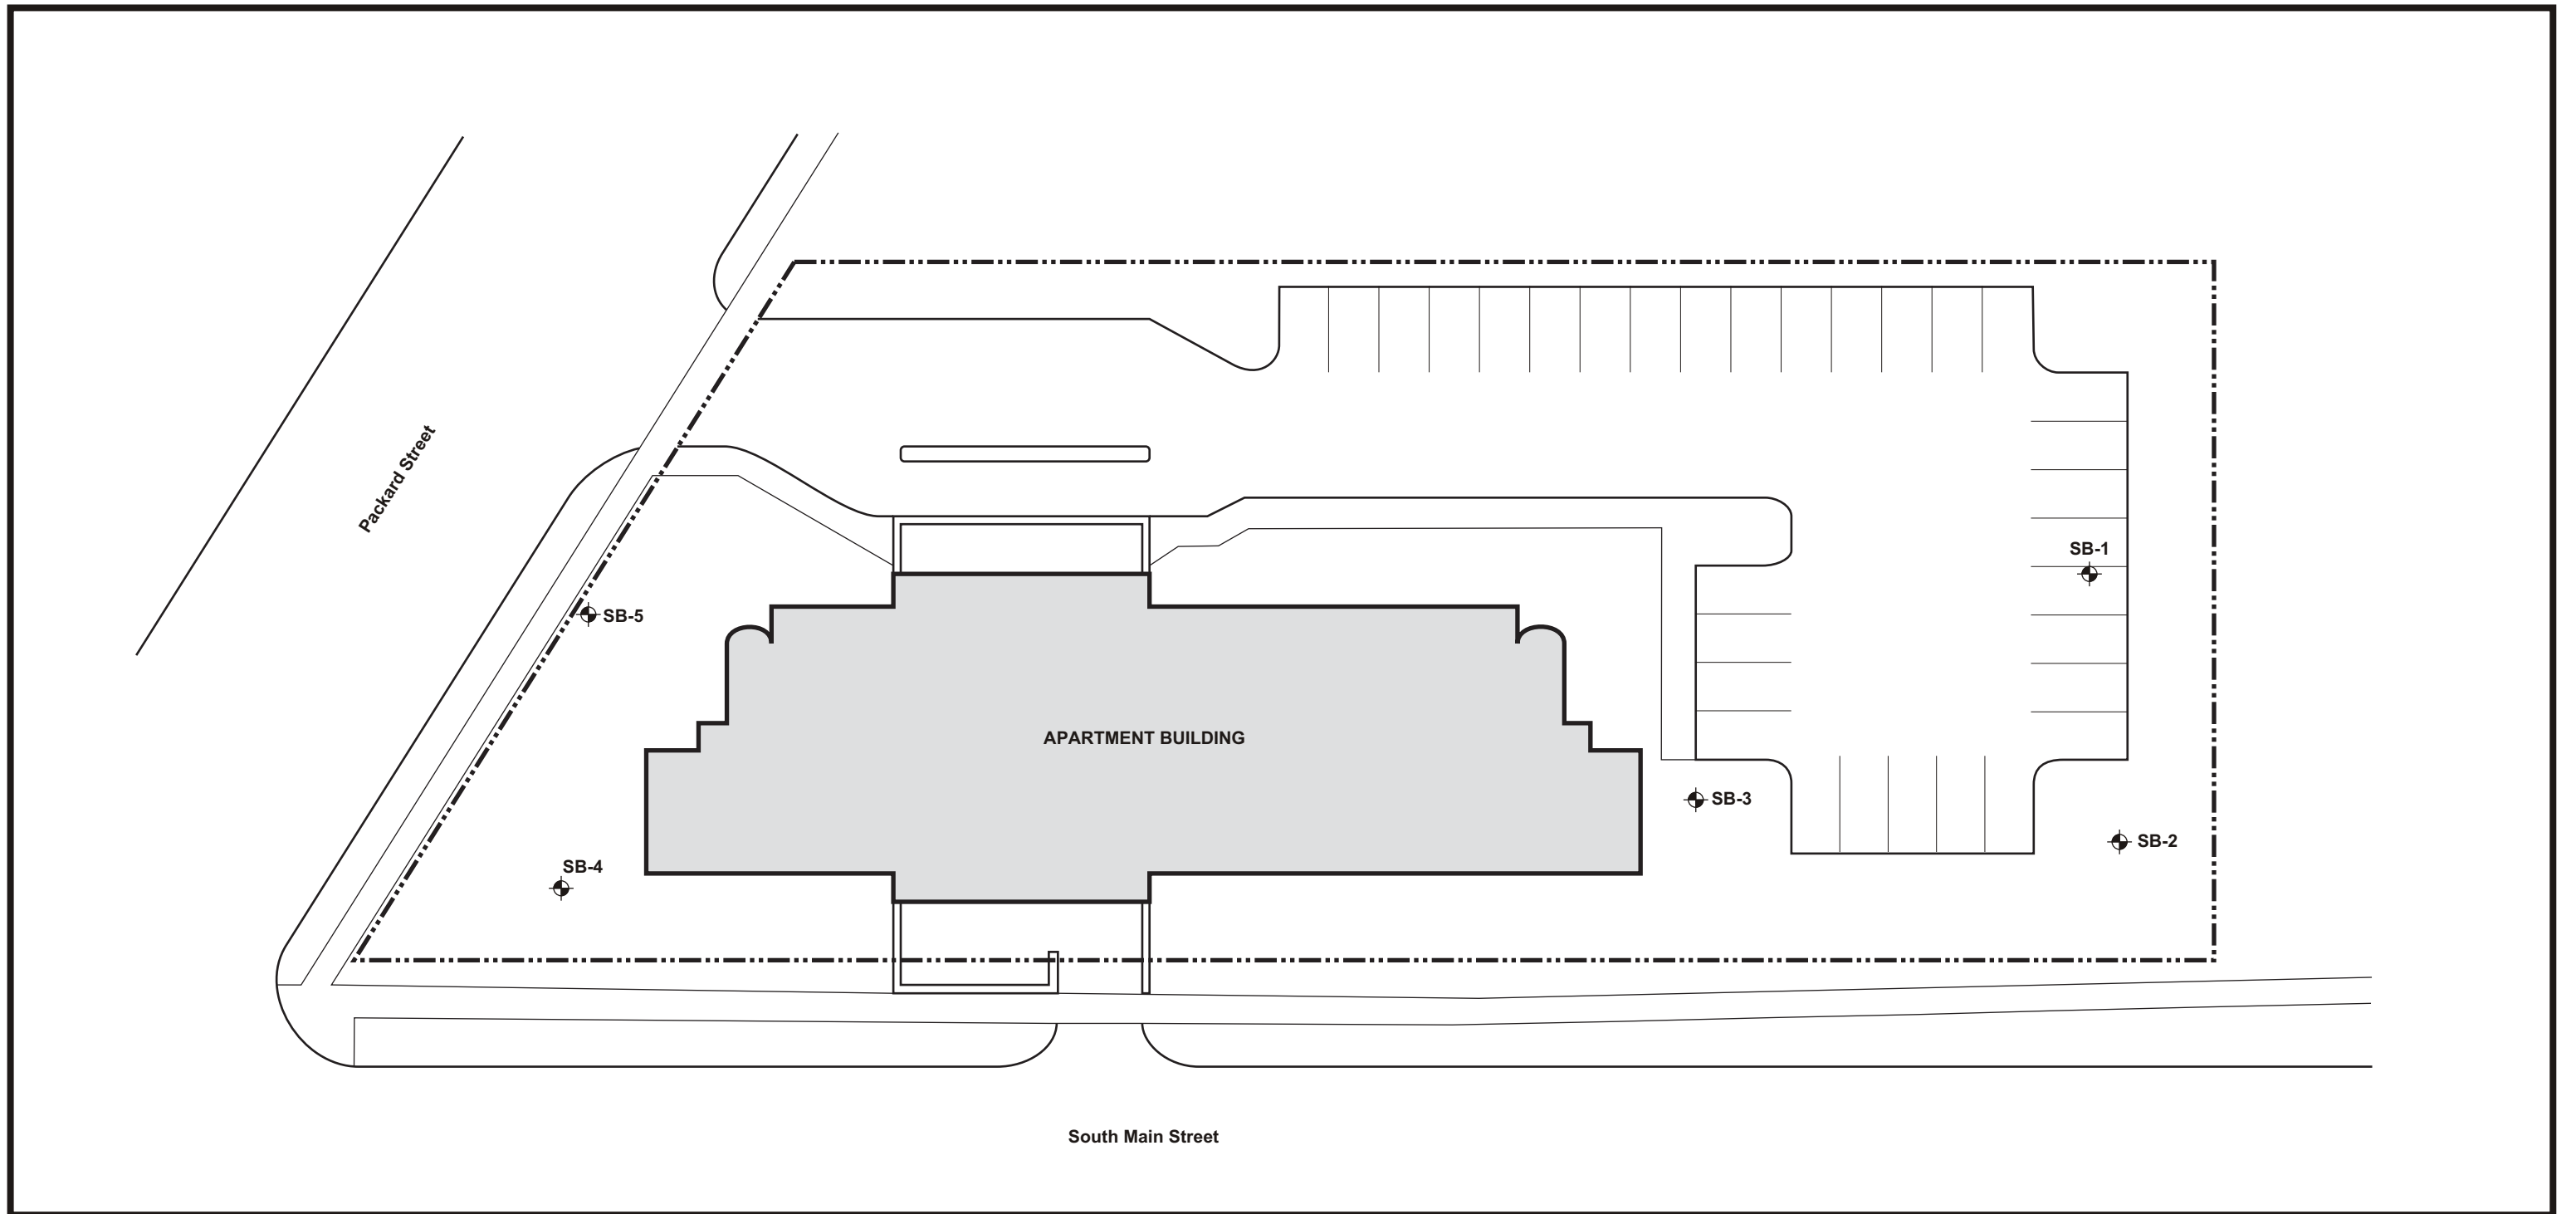 Packard Street
SB-1
SB-5
APARTMENT BUILDING
SB-3
SB-2
SB-4
South Main Street